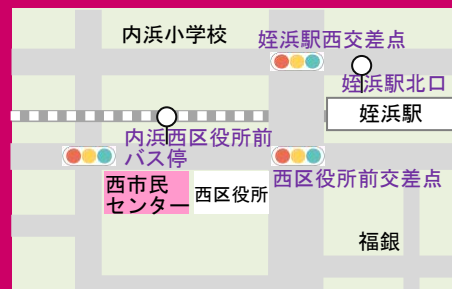 内浜小学校
姪浜駅西交差点
姪浜駅北口
姪浜駅
内浜西区役所前
バス停
西区役所前交差点
西市民
センター
西区役所
福銀